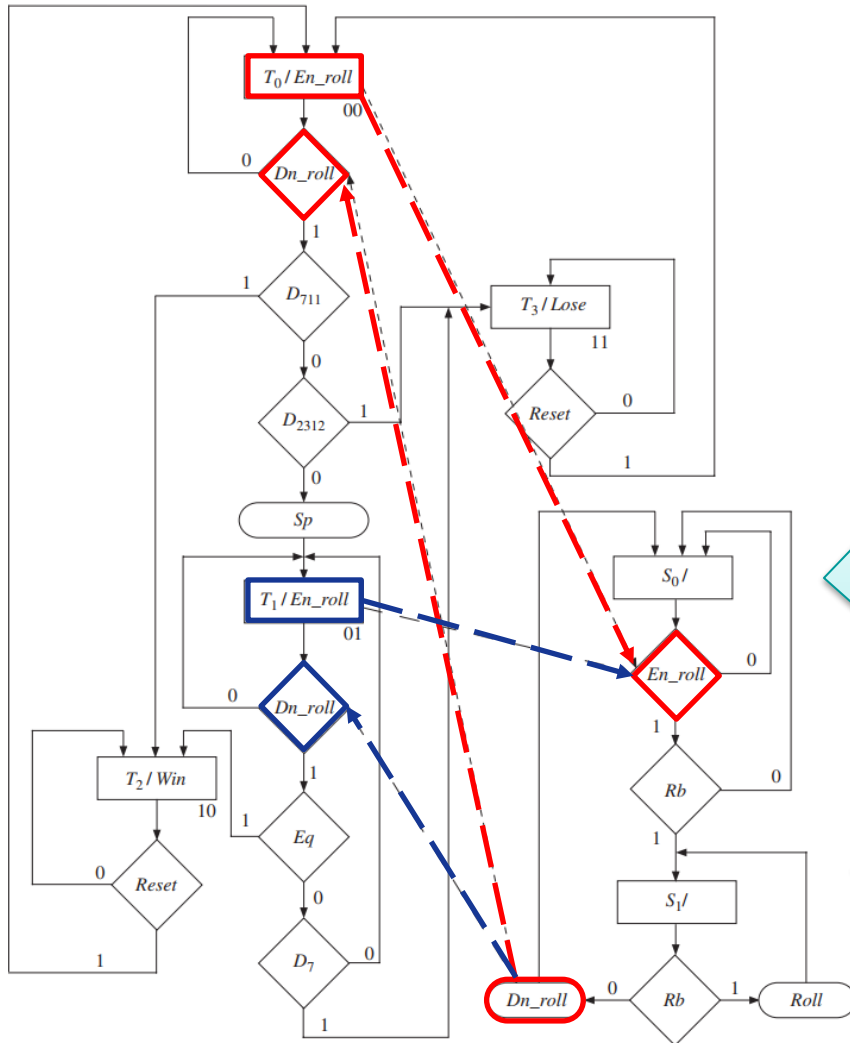 T₀ / En_roll
00
0
Dn_roll
1
1
D₇₁₁
0
D₂₃₁₂
1
0
Sp
T₁ / En_roll
01
0
Dn_roll
1
1
Eq
0
D₇
0
1
T₂ / Win
10
0
Reset
1
T₃ / Lose
11
Reset
0
1
S₀ /
En_roll
0
1
Rb
0
1
S₁ /
Dn_roll
0
Rb
1
Roll